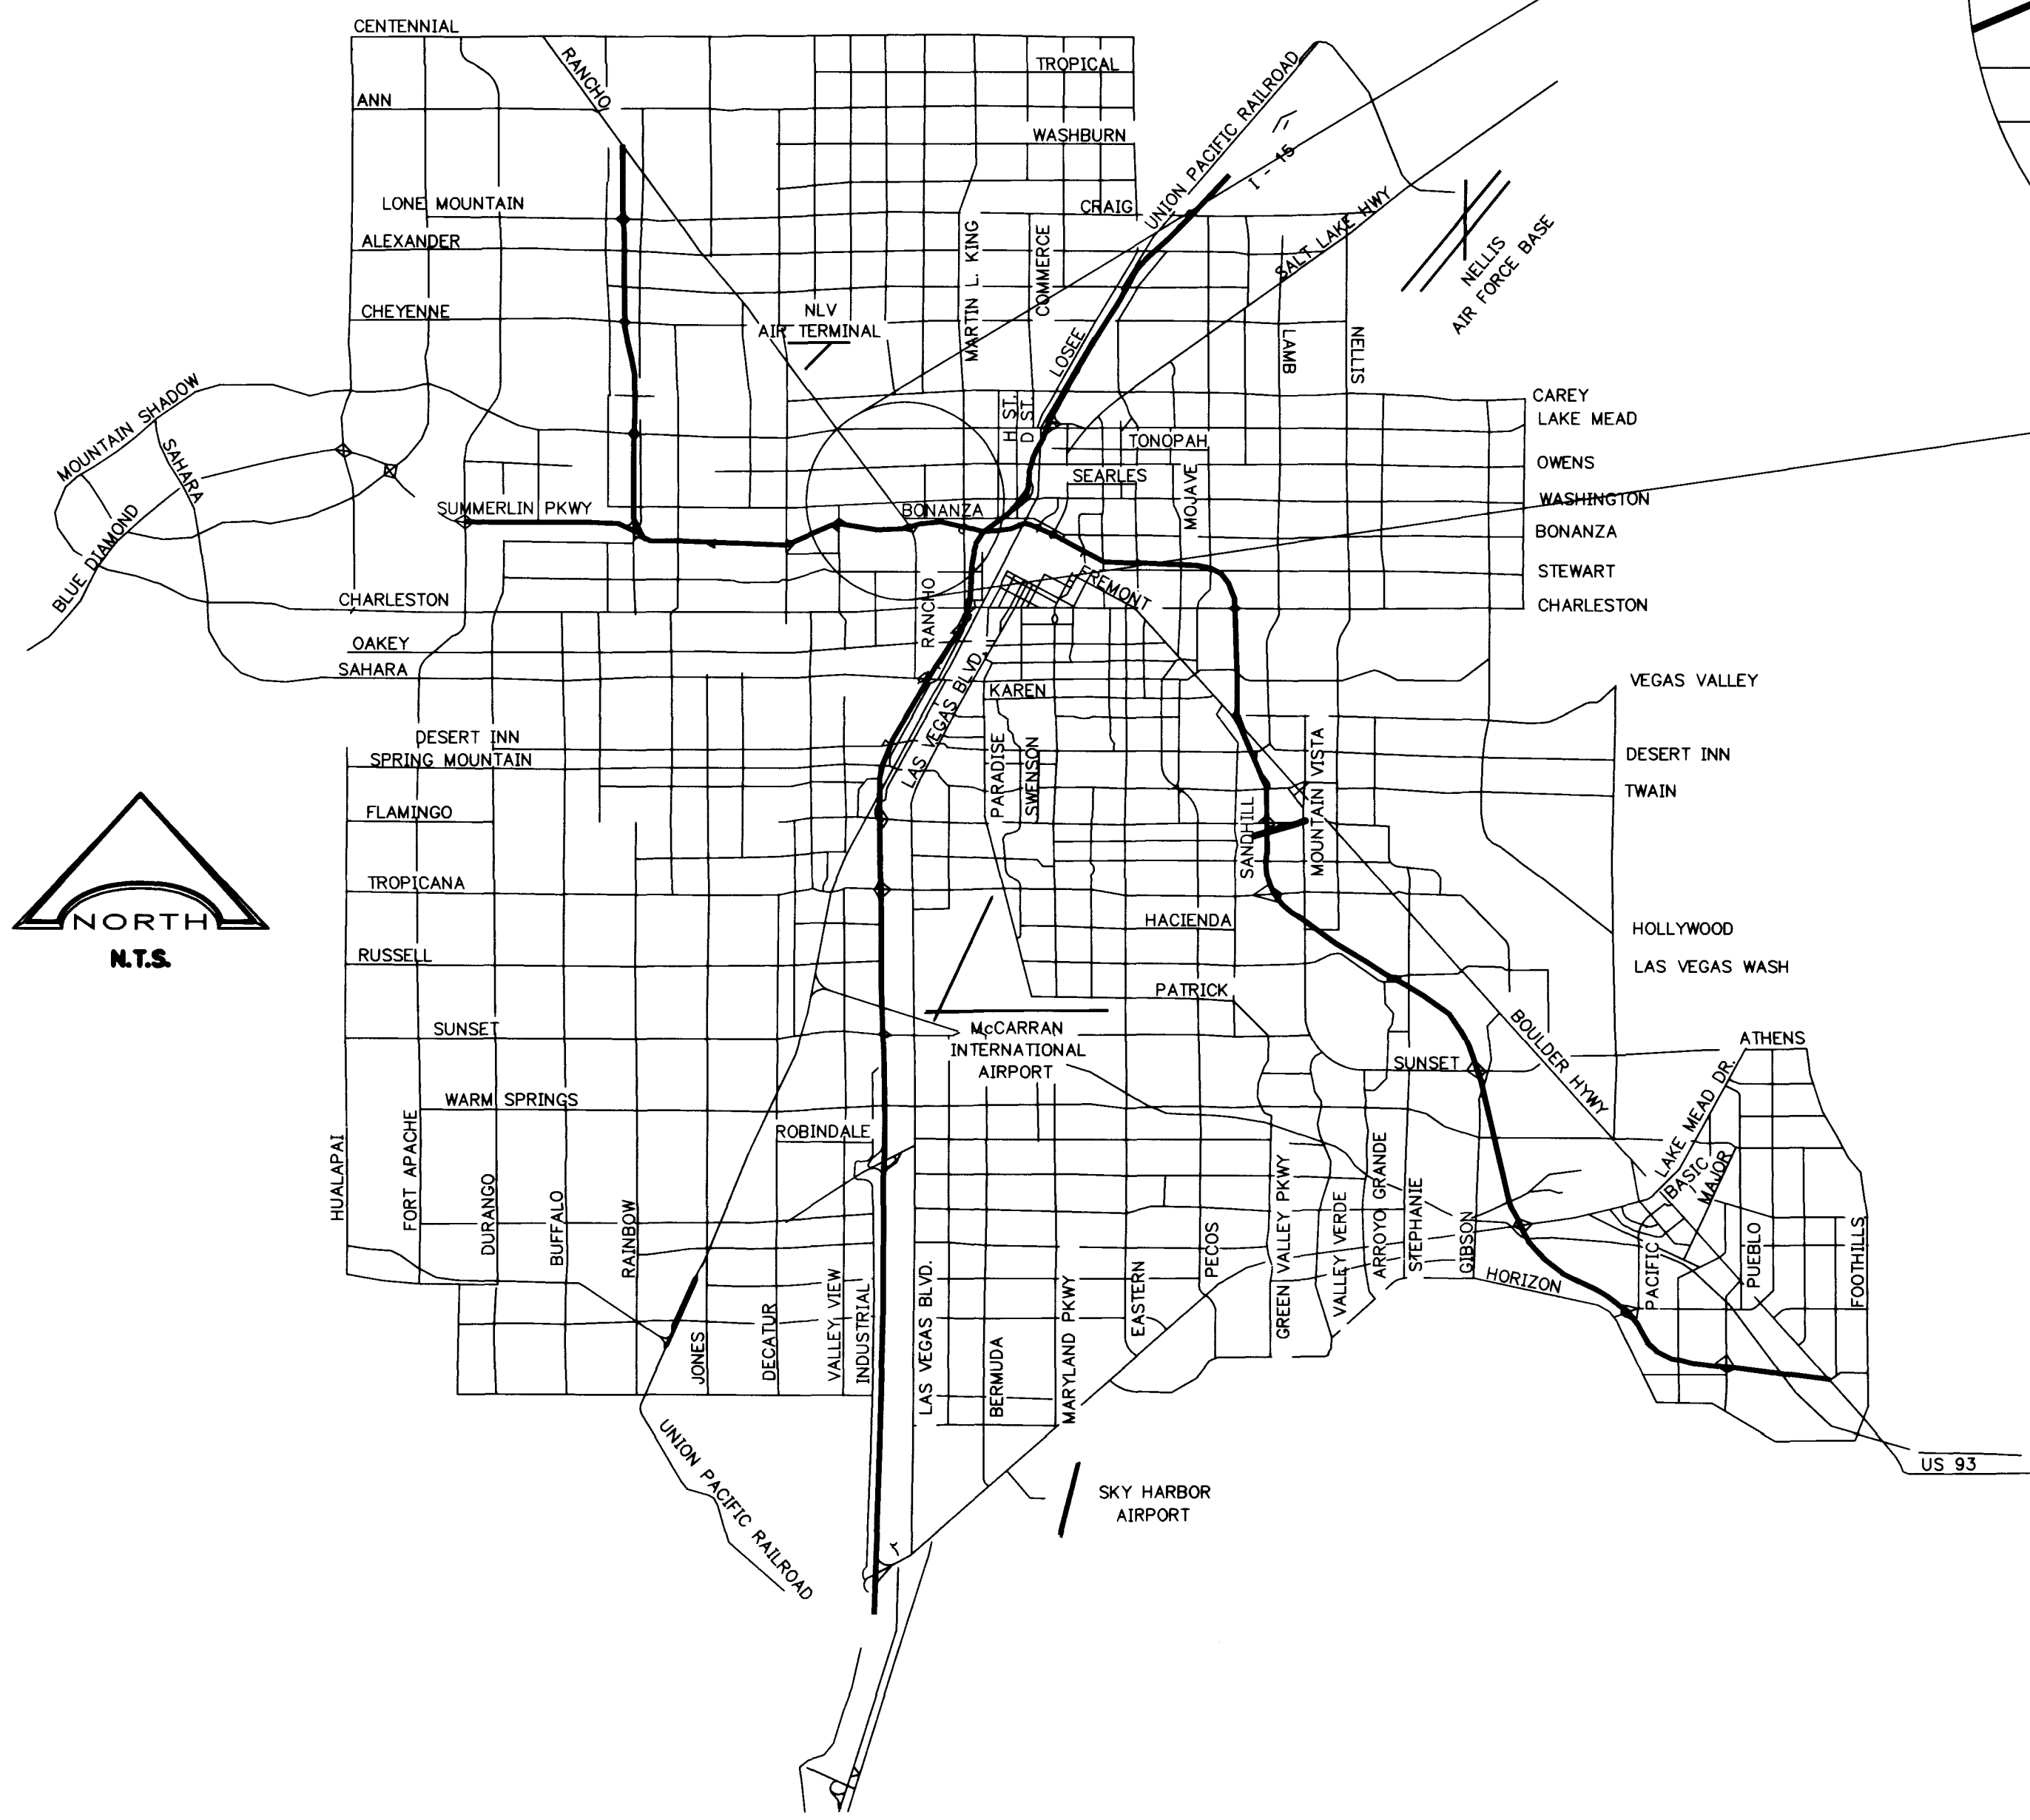 CENTENNIAL
RANCHO
TROPICAL
UNION PACIFIC RAILROAD
ANN
WASHBURN
I - 15
LONE MOUNTAIN
CRAIG
SALT LAKE HWY
NELLIS
AIR FORCE BASE
ALEXANDER
MARTIN L. KING
COMMERCE
CHEYENNE
NLV
AIR TERMINAL
LOSEE
LAMB
NELLIS
MOUNTAIN SHADOW
SAHARA
H ST.
D ST.
CAREY
LAKE MEAD
TONOPAH
OWENS
SEARLES
MOJAVE
WASHINGTON
SUMMERLIN PKWY
BONANZA
BONANZA
BLUE DIAMOND
STEWART
FREMONT
CHARLESTON
CHARLESTON
RANCHO
OAKEY
SAHARA
KAREN
VEGAS VALLEY
LAS VEGAS BLVD.
DESERT INN
SPRING MOUNTAIN
PARADISE
SWENSON
MOUNTAIN VISTA
DESERT INN
TWAIN
FLAMINGO
SANDHILL
TROPICANA
HACIENDA
HOLLYWOOD
NORTH
N.T.S.
RUSSELL
LAS VEGAS WASH
PATRICK
SUNSET
McCARRAN
INTERNATIONAL
AIRPORT
BOULDER HYWY
ATHENS
SUNSET
LAKE MEAD DR.
WARM SPRINGS
ROBINDALE
BASIC
MAJOR
HUALAPAI
FORT APACHE
DURANGO
BUFFALO
RAINBOW
JONES
DECATUR
VALLEY VIEW
INDUSTRIAL
LAS VEGAS BLVD.
BERMUDA
MARYLAND PKWY
EASTERN
PECOS
GREEN VALLEY PKWY
VALLEY VERDE
ARROYO GRANDE
STEPHANIE
GIBSON
HORIZON
PACIFIC
PUEBLO
FOOTHILLS
UNION PACIFIC RAILROAD
US 93
SKY HARBOR
AIRPORT